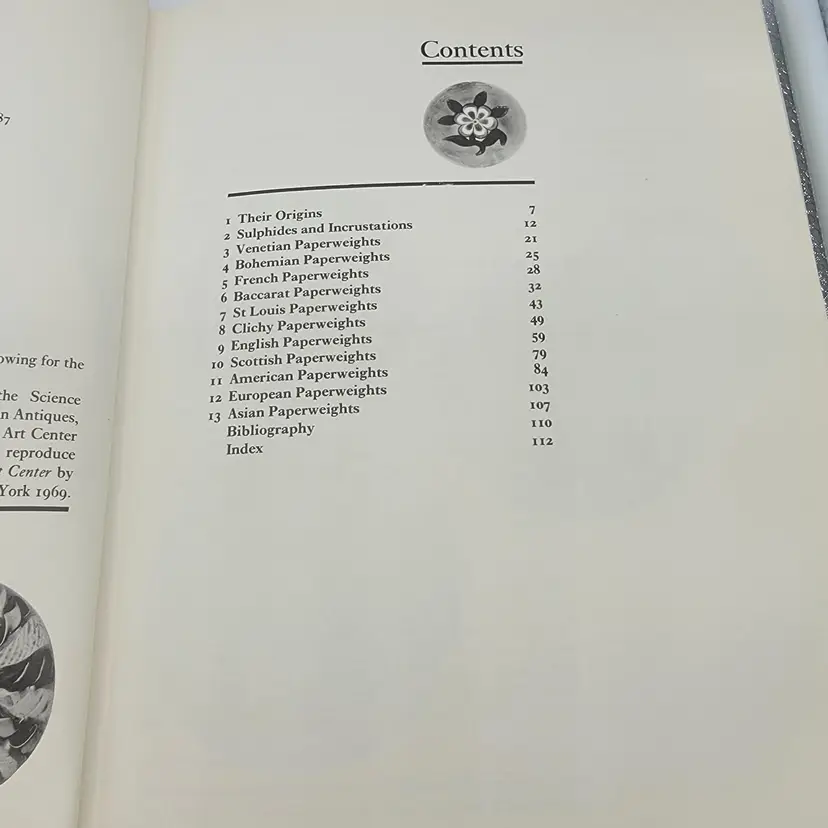 87
owing for the
the Science
n Antiques,
Art Center
reproduce
Center by
York 1969.
Contents
1 Their Origins 7
2 Sulphides and Incrustations 12
3 Venetian Paperweights 21
4 Bohemian Paperweights 25
5 French Paperweights 28
6 Baccarat Paperweights 32
7 St Louis Paperweights 43
8 Clichy Paperweights 49
9 English Paperweights 59
10 Scottish Paperweights 79
11 American Paperweights 84
12 European Paperweights 103
13 Asian Paperweights 107
Bibliography 110
Index 112